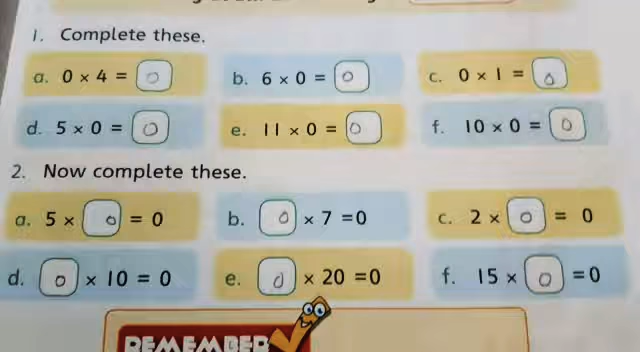 1. Complete these.
a. 0 × 4 = 0
b. 6 × 0 = 0
c. 0 × 1 = 0
d. 5 × 0 = 0
e. 11 × 0 = 0
f. 10 × 0 = 0
2. Now complete these.
a. 5 × 0 = 0
b. 0 × 7 = 0
c. 2 × 0 = 0
d. 0 × 10 = 0
e. 0 × 20 = 0
f. 15 × 0 = 0
REMEMBER